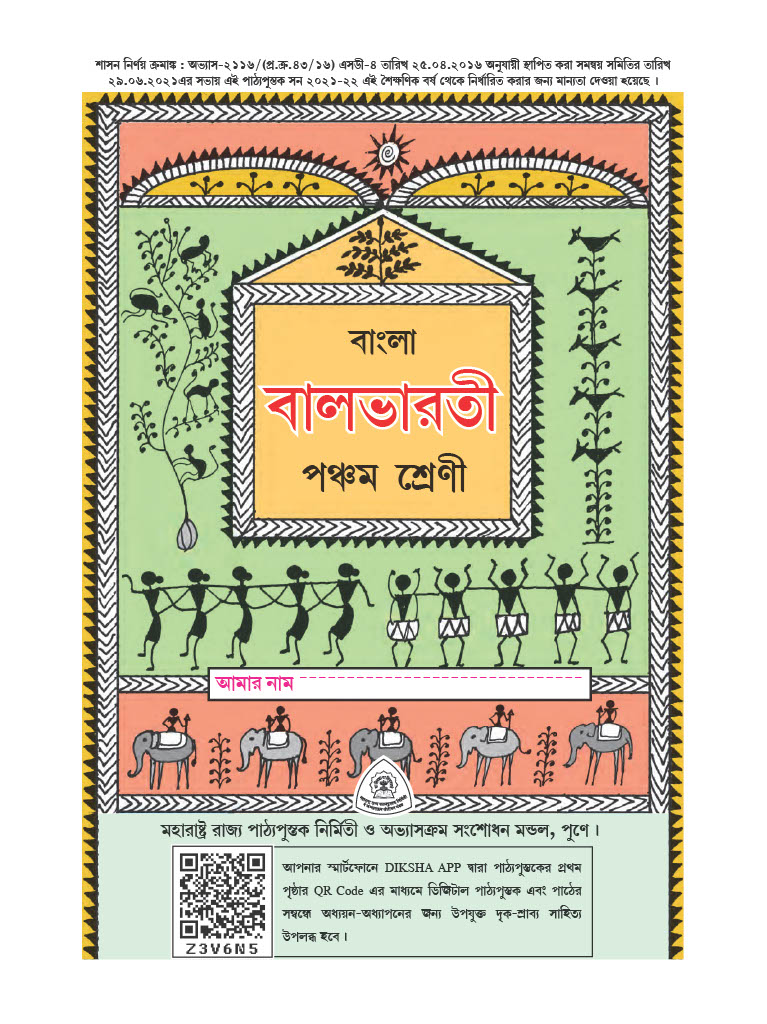 শাসন নির্ণয় ক্রমাঙ্ক : অভ্যাস-২১১৬/(প্র.ক্র.৪৩/১৬) এসডী-৪ তারিখ ২৫.০৪.২০১৬ অনুযায়ী স্থাপিত করা সমন্বয় সমিতির তারিখ
২৯.০৬.২০২১এর সভায় এই পাঠ্যপুস্তক সন ২০২১-২২ এই শৈক্ষণিক বর্ষ থেকে নির্ধারিত করার জন্য মান্যতা দেওয়া হয়েছে ।
বাংলা
বালভারতী
পঞ্চম শ্রেণী
আমার নাম
মহারাষ্ট্র রাজ্য পাঠ্যপুস্তক নির্মিতী ও অভ্যাসক্রম সংশোধন মন্ডল, পুণে ।
আপনার স্মার্টফোনে DIKSHA APP দ্বারা পাঠ্যপুস্তকের প্রথম
পৃষ্ঠার QR Code এর মাধ্যমে ডিজিটাল পাঠ্যপুস্তক এবং পাঠের
সম্বন্ধে অধ্যয়ন-অধ্যাপনের জন্য উপযুক্ত দৃক-শ্রাব্য সাহিত্য
উপলব্ধ হবে ।
Z3V6N5